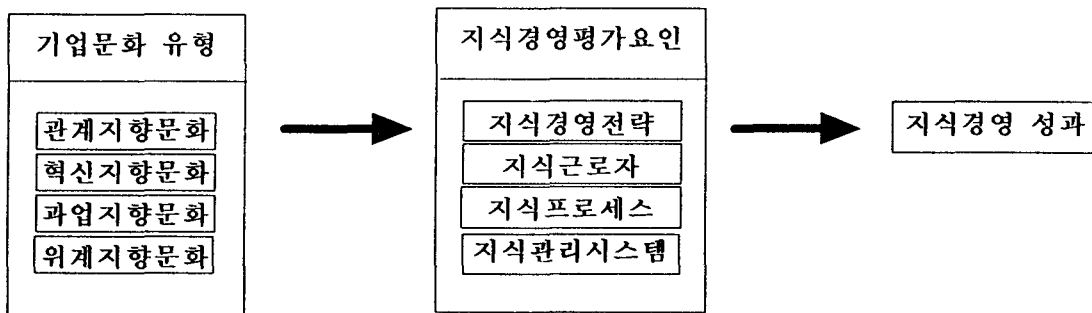 기업문화 유형
관계지향문화
혁신지향문화
과업지향문화
위계지향문화
지식경영평가요인
지식경영전략
지식근로자
지식프로세스
지식관리시스템
지식경영 성과